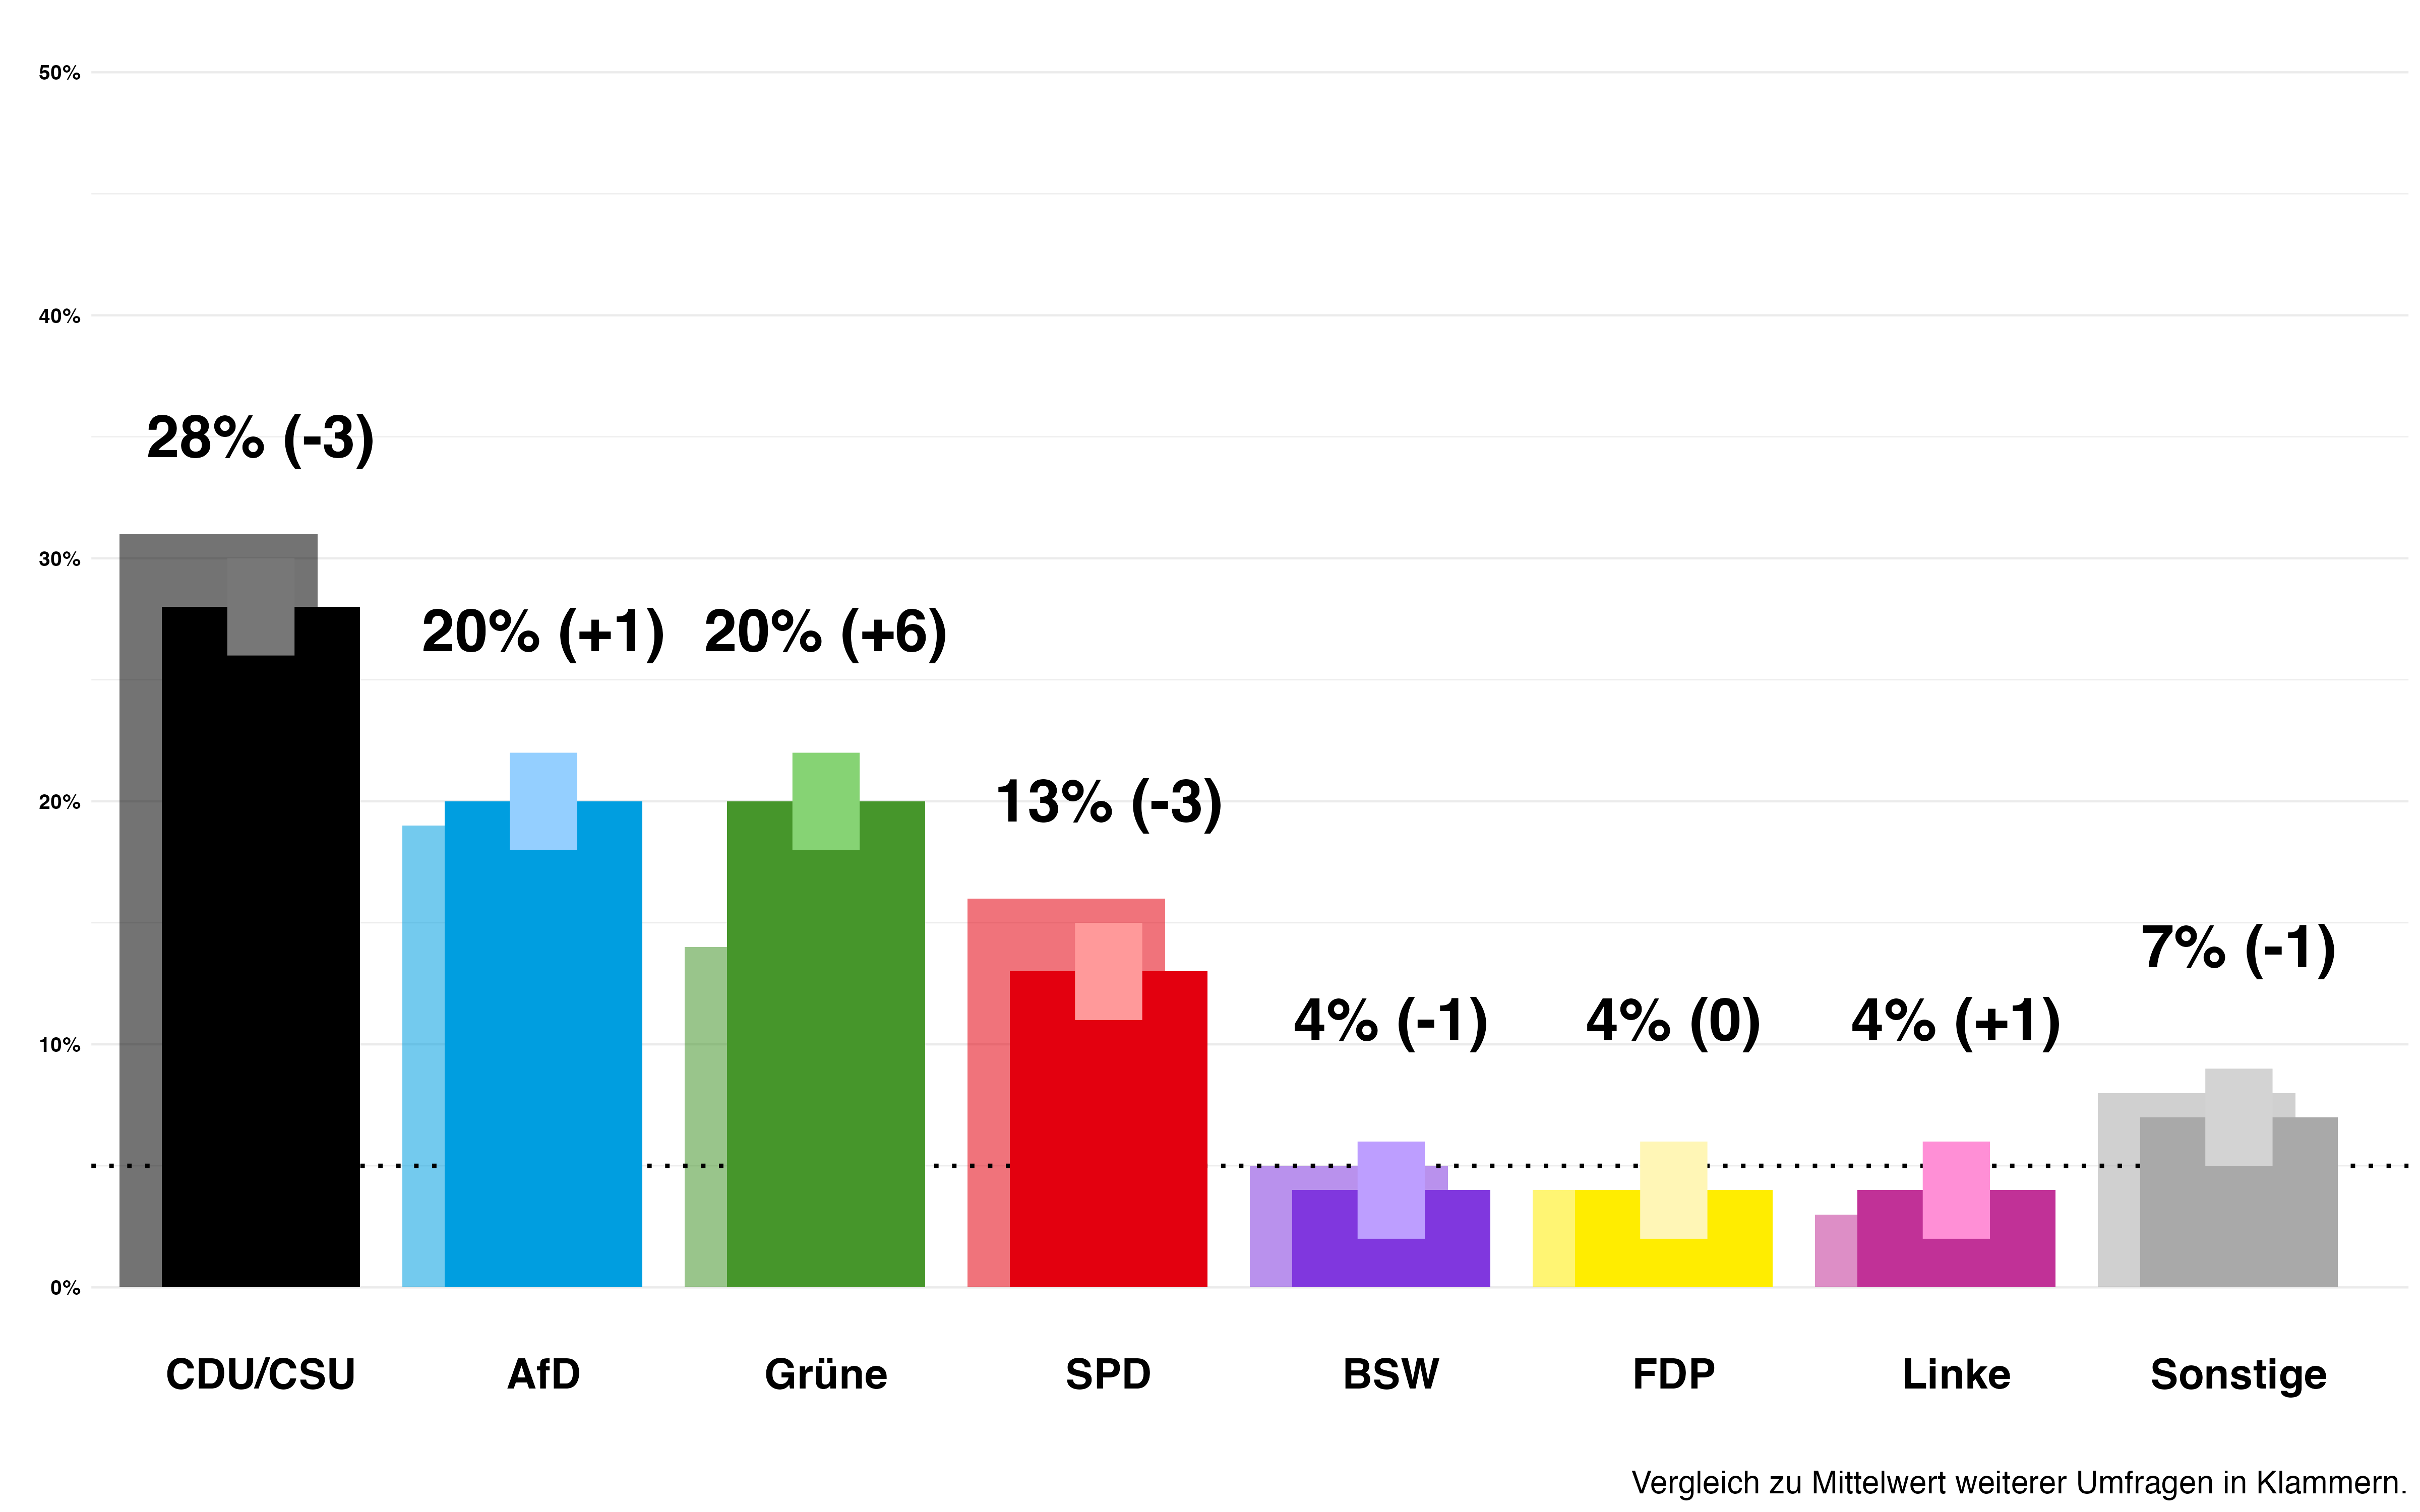 50%
40%
30%
20%
10%
0%
28% (-3)
20% (+1)
20% (+6)
13% (-3)
4% (-1)
4% (0)
4% (+1)
7% (-1)
CDU/CSU
AfD
Grüne
SPD
BSW
FDP
Linke
Sonstige
Vergleich zu Mittelwert weiterer Umfragen in Klammern.